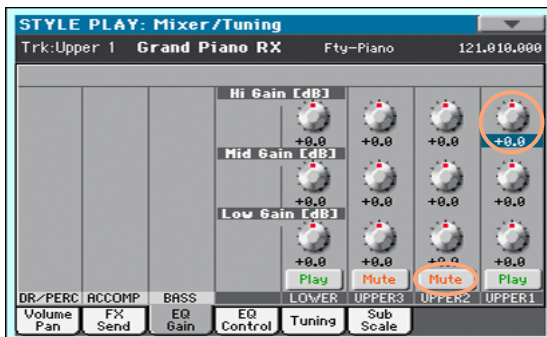 STYLE PLAY: Mixer/Tuning
Trk:Upper 1 Grand Piano RX Fty-Piano 121.010.000
Hi Gain [dB]
+0.0 +0.0 +0.0 +0.0
Mid Gain [dB]
+0.0 +0.0 +0.0 +0.0
Low Gain [dB]
+0.0 +0.0 +0.0 +0.0
Play Mute Mute Play
DR/PERC ACCOMP BASS LOWER UPPER3 UPPER2 UPPER1
Volume Pan FX Send EQ Gain EQ Control Tuning Sub Scale